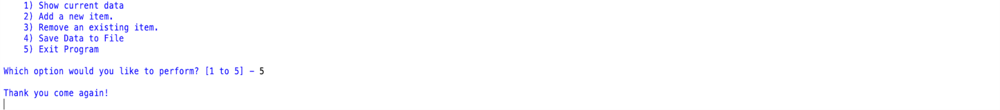 1) Show current data
2) Add a new item.
3) Remove an existing item.
4) Save Data to File
5) Exit Program
Which option would you like to perform? [1 to 5] – 5
Thank you come again!